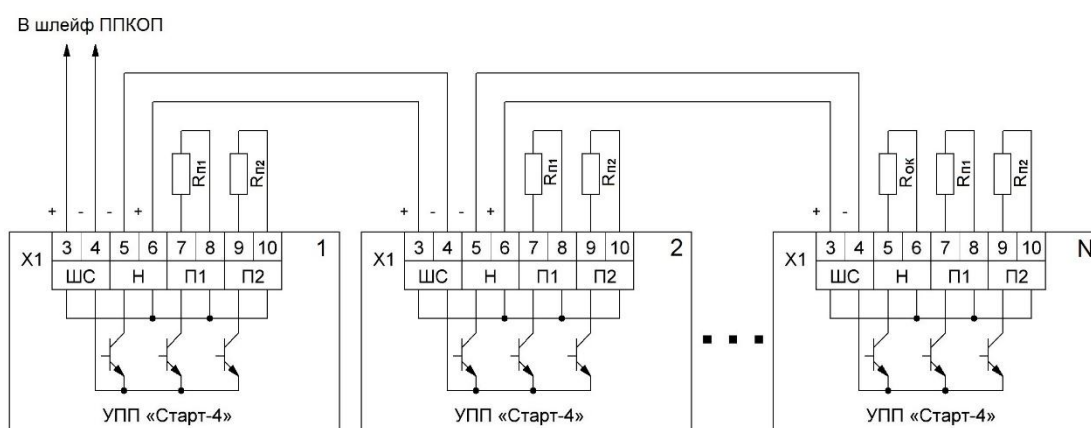 В шлейф ППКОП
Rп1 Rп2 Rп1 Rп2 Rок Rп1 Rп2
+ - - + + - - + + -
X1 3 4 5 6 7 8 9 10 1
ШС Н П1 П2
УПП «Старт-4»
X1 3 4 5 6 7 8 9 10 2
ШС Н П1 П2
УПП «Старт-4»
X1 3 4 5 6 7 8 9 10 N
ШС Н П1 П2
УПП «Старт-4»